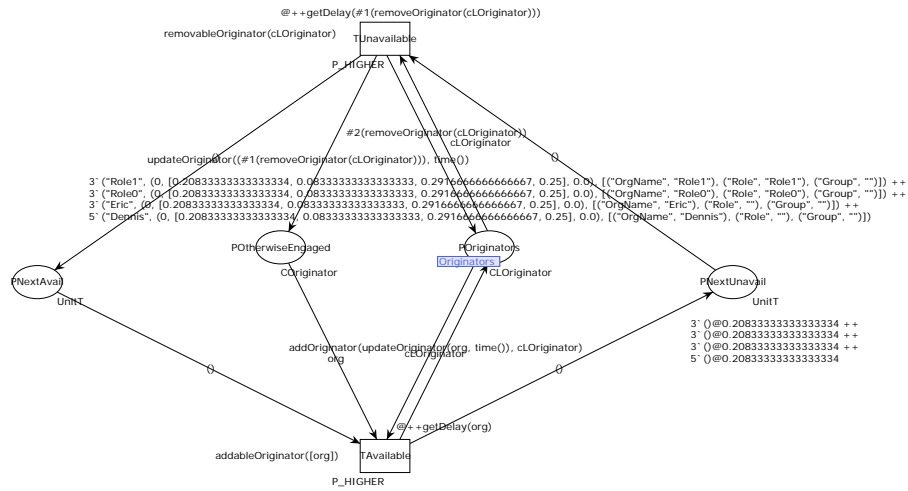 @++getDelay(#1(removeOriginator(cLOriginator)))
removableOriginator(cLOriginator)
TUnavailable
P_HIGHER
#2(removeOriginator(cLOriginator))
cLOriginator
()
updateOriginator((#1(removeOriginator(cLOriginator))), time())
()
3`("Role1", (0, [0.20833333333333334, 0.08333333333333333, 0.2916666666666667, 0.25], 0.0), [("OrgName", "Role1"), ("Role", "Role1"), ("Group", "")]) ++
3`("Role0", (0, [0.20833333333333334, 0.08333333333333333, 0.2916666666666667, 0.25], 0.0), [("OrgName", "Role0"), ("Role", "Role0"), ("Group", "")]) ++
3`("Eric", (0, [0.20833333333333334, 0.08333333333333333, 0.2916666666666667, 0.25], 0.0), [("OrgName", "Eric"), ("Role", ""), ("Group", "")]) ++
5`("Dennis", (0, [0.20833333333333334, 0.08333333333333333, 0.2916666666666667, 0.25], 0.0), [("OrgName", "Dennis"), ("Role", ""), ("Group", "")])
POtherwiseEngaged
POriginators
Originators
COriginator
CLOriginator
PNextAvail
UnitT
PNextUnavail
UnitT
3`()@0.20833333333333334 ++
3`()@0.20833333333333334 ++
3`()@0.20833333333333334 ++
5`()@0.20833333333333334
addOriginator(updateOriginator(org, time()), cLOriginator)
cLOriginator
org
()
()
@++getDelay(org)
addableOriginator([org])
TAvailable
P_HIGHER